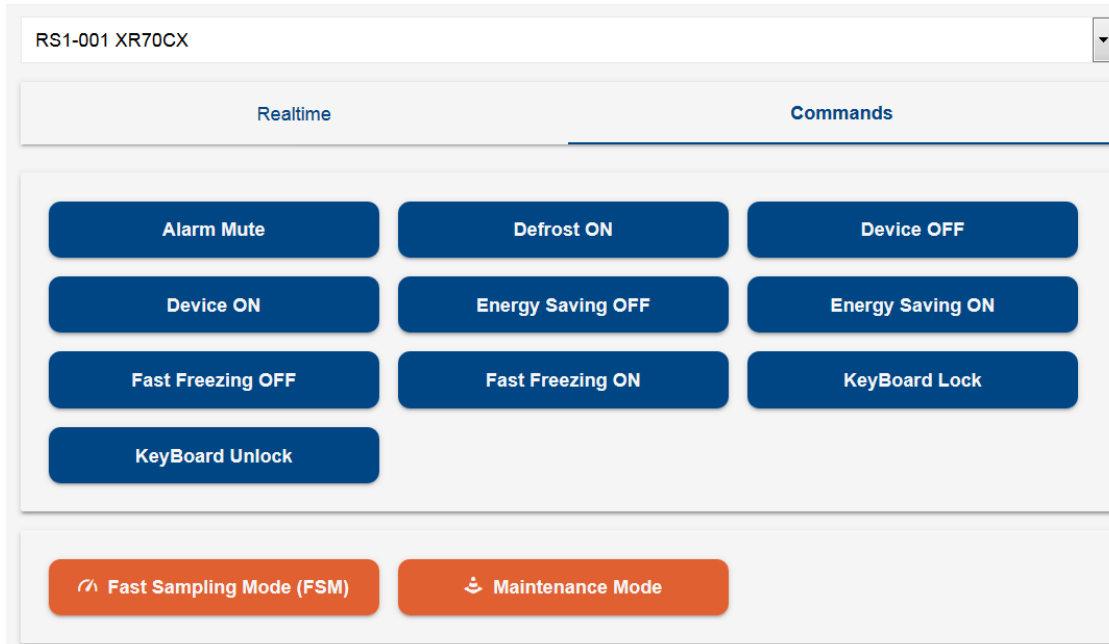 RS1-001 XR70CX
Realtime Commands
Alarm Mute Defrost ON Device OFF
Device ON Energy Saving OFF Energy Saving ON
Fast Freezing OFF Fast Freezing ON KeyBoard Lock
KeyBoard Unlock
Fast Sampling Mode (FSM) Maintenance Mode